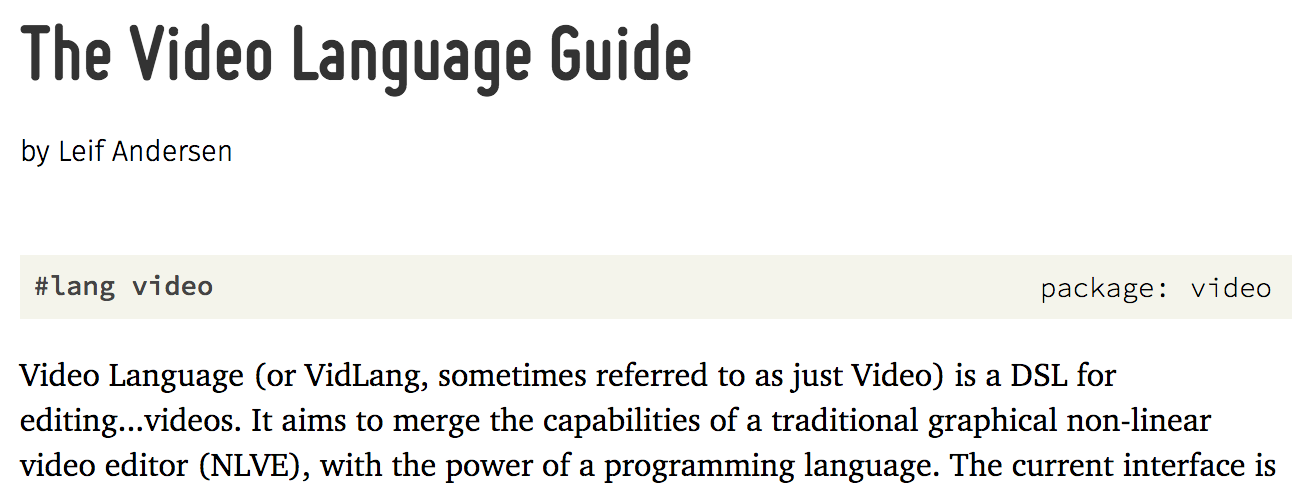 The Video Language Guide
by Leif Andersen
#lang video package: video
Video Language (or VidLang, sometimes referred to as just Video) is a DSL for
editing...videos. It aims to merge the capabilities of a traditional graphical non-linear
video editor (NLVE), with the power of a programming language. The current interface is